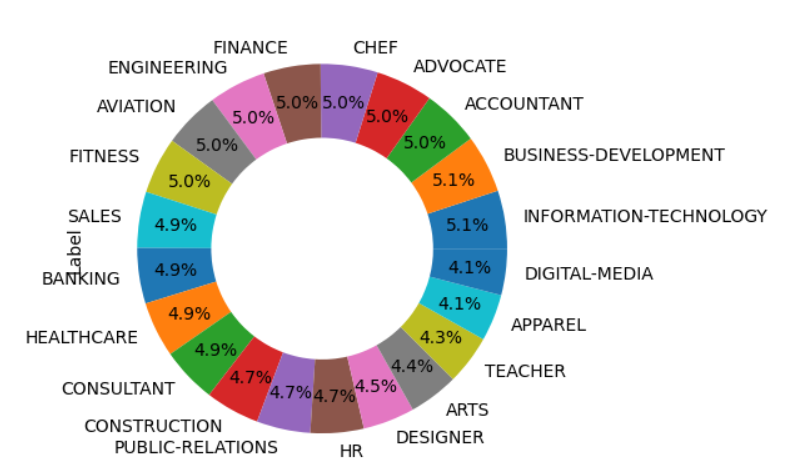 FINANCE
CHEF
ENGINEERING
ADVOCATE
AVIATION
ACCOUNTANT
FITNESS
BUSINESS-DEVELOPMENT
SALES
INFORMATION-TECHNOLOGY
Label
BANKING
DIGITAL-MEDIA
HEALTHCARE
APPAREL
CONSULTANT
TEACHER
CONSTRUCTION
ARTS
PUBLIC-RELATIONS
HR
DESIGNER
5.0%
5.0%
5.0%
5.0%
5.0%
5.0%
5.0%
5.1%
4.9%
5.1%
4.9%
4.1%
4.9%
4.1%
4.9%
4.3%
4.7%
4.4%
4.7%
4.7%
4.5%